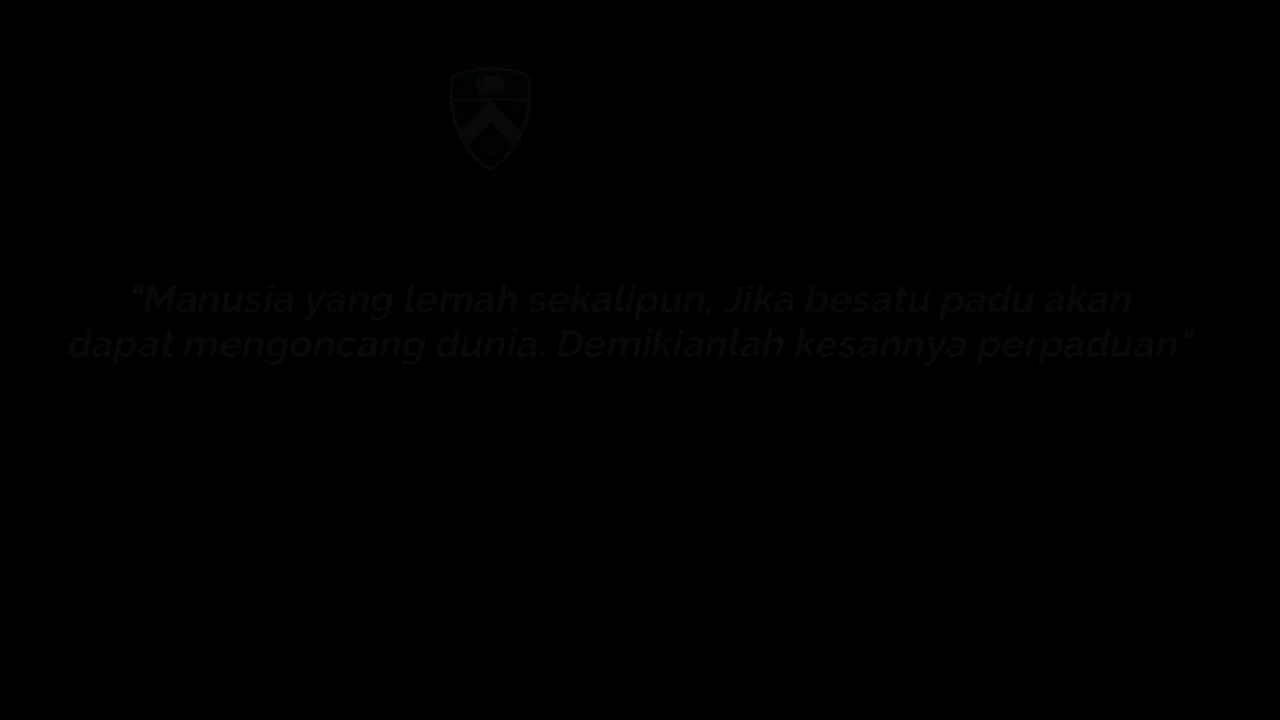 "Manusia yang lemah sekalipun, Jika besatu padu akan
dapat mengoncang dunia. Demikianlah kesannya perpaduan"